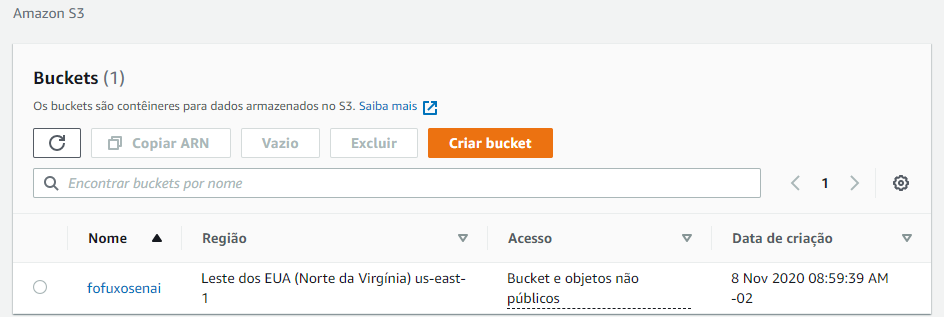 Amazon S3
Buckets (1)
Os buckets são contêineres para dados armazenados no S3. Saiba mais
Copiar ARN Vazio Excluir Criar bucket
Encontrar buckets por nome 1
Nome Região Acesso Data de criação
fofuxosenai Leste dos EUA (Norte da Virgínia) us-east- Bucket e objetos não 8 Nov 2020 08:59:39 AM
1 públicos -02